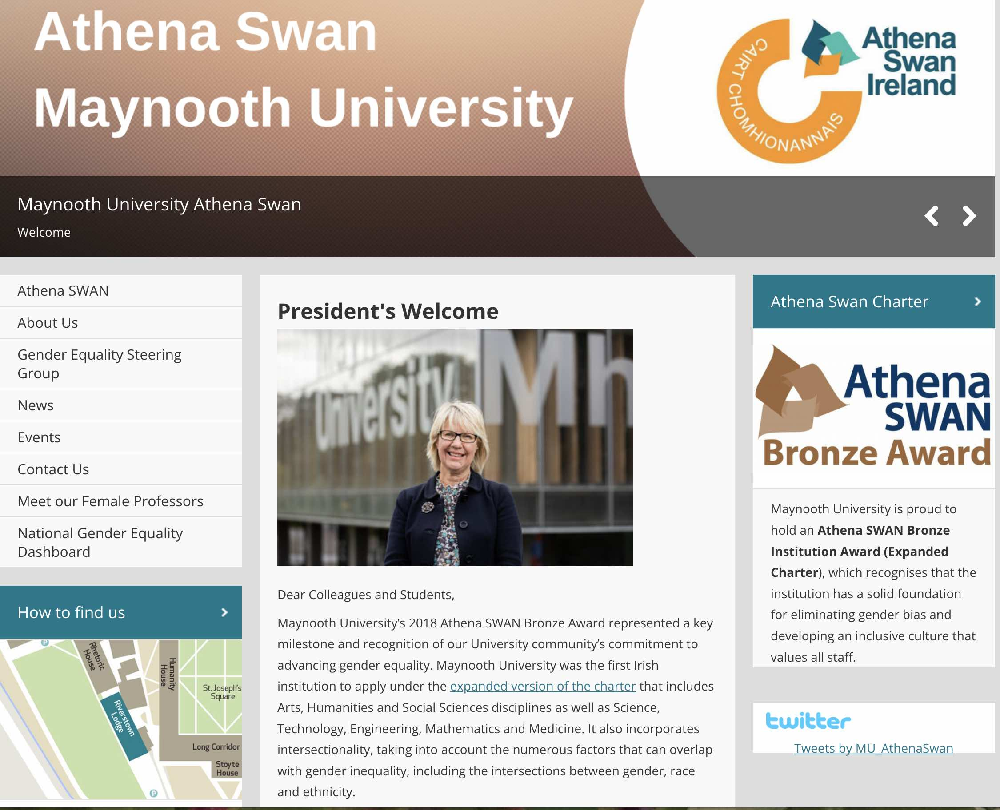 Athena Swan
Maynooth University
CAIRT CHOMHIONANNAIS
Athena
Swan
Ireland
Maynooth University Athena Swan
Welcome
Athena SWAN
About Us
Gender Equality Steering
Group
News
Events
Contact Us
Meet our Female Professors
National Gender Equality
Dashboard
How to find us
P
Rhetoric
House
Humanity
House
St. Joseph's
Square
Riverstown
Lodge
Long Corridor
Stoyte
House
P
President's Welcome
University
Mh
Dear Colleagues and Students,
Maynooth University’s 2018 Athena SWAN Bronze Award represented a key
milestone and recognition of our University community’s commitment to
advancing gender equality. Maynooth University was the first Irish
institution to apply under the expanded version of the charter that includes
Arts, Humanities and Social Sciences disciplines as well as Science,
Technology, Engineering, Mathematics and Medicine. It also incorporates
intersectionality, taking into account the numerous factors that can overlap
with gender inequality, including the intersections between gender, race
and ethnicity.
Athena Swan Charter
Athena
SWAN
Bronze Award
Maynooth University is proud to
hold an Athena SWAN Bronze
Institution Award (Expanded
Charter), which recognises that the
institution has a solid foundation
for eliminating gender bias and
developing an inclusive culture that
values all staff.
twitter
Tweets by MU_AthenaSwan